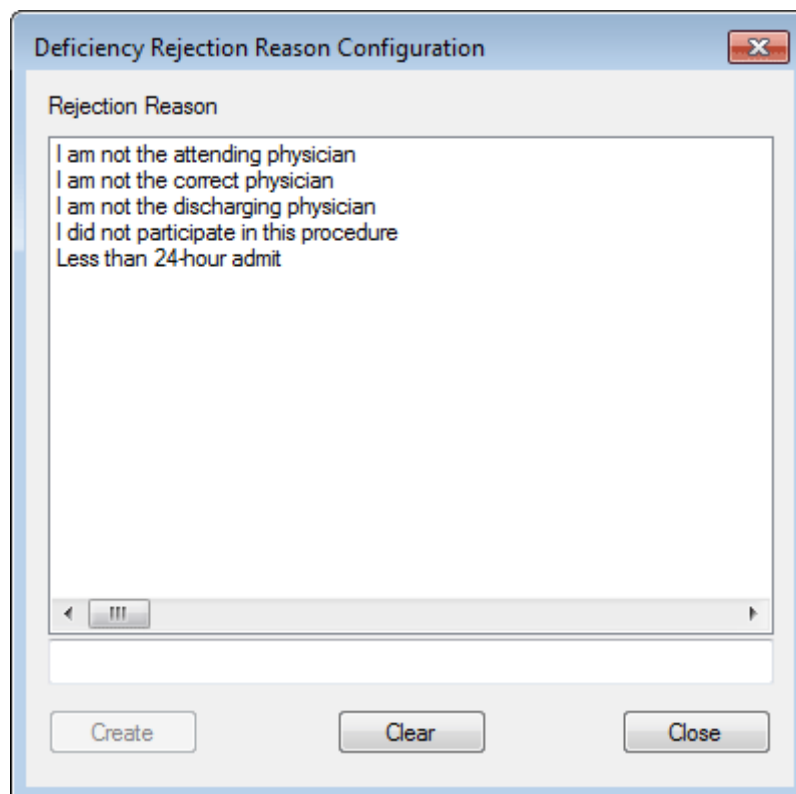 Deficiency Rejection Reason Configuration
Rejection Reason
I am not the attending physician
I am not the correct physician
I am not the discharging physician
I did not participate in this procedure
Less than 24-hour admit
Create
Clear
Close